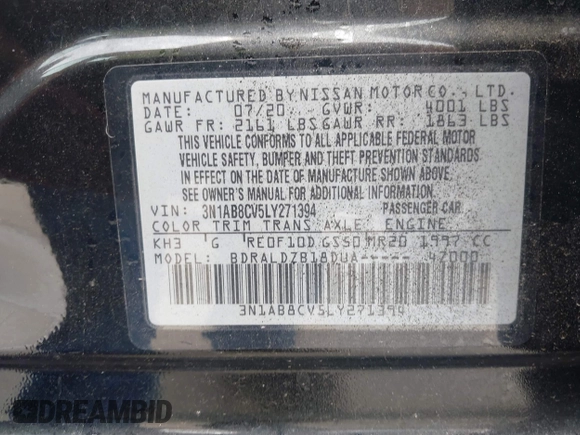 MANUFACTURED BY NISSAN MOTOR CO., LTD.
DATE: 07/20 GVWR: 4001 LBS
GAWR FR: 2161 LBS GAWR RR: 1863 LBS
THIS VEHICLE CONFORMS TO ALL APPLICABLE FEDERAL MOTOR
VEHICLE SAFETY, BUMPER AND THEFT PREVENTION STANDARDS
IN EFFECT ON THE DATE OF MANUFACTURE SHOWN ABOVE.
SEE OWNER'S MANUAL FOR ADDITIONAL INFORMATION.
VIN: 3N1AB8CV5LY271394 PASSENGER CAR
COLOR TRIM TRANS AXLE ENGINE
KH3 G RE0F10D GS50 MR20 1997 CC
MODEL: BDRALDZB18DUA----- 4Z000
3N1AB8CV5LY271394
DREAMBID